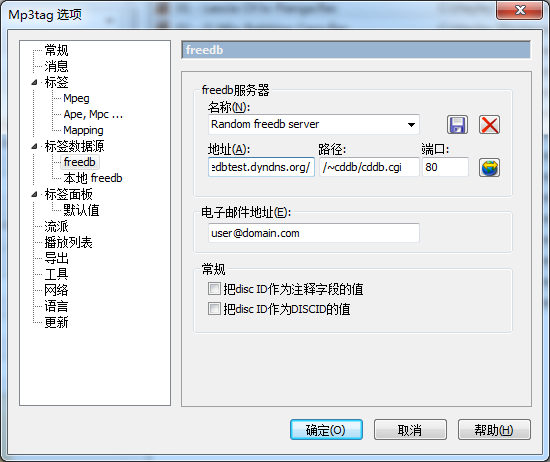 Mp3tag 选项
常规
消息
标签
Mpeg
Ape, Mpc ...
Mapping
标签数据源
freedb
本地 freedb
标签面板
默认值
流派
播放列表
导出
工具
网络
语言
更新
freedb
freedb服务器
名称(N):
Random freedb server
地址(A): 路径: 端口:
edbtest.dyndns.org/ /~cddb/cddb.cgi 80
电子邮件地址(E):
user@domain.com
常规
把disc ID作为注释字段的值
把disc ID作为DISCID的值
确定(O) 取消 帮助(H)